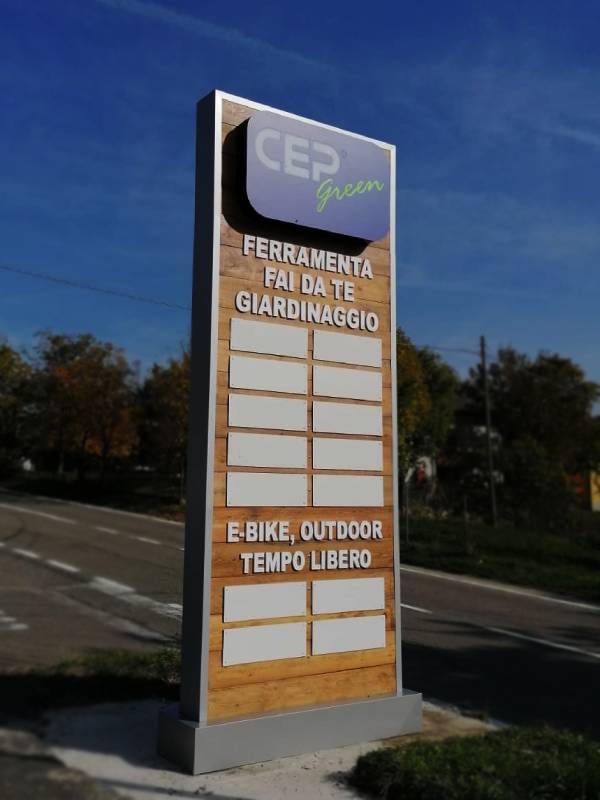 CEP®
green
FERRAMENTA
FAI DA TE
GIARDINAGGIO
E-BIKE, OUTDOOR
TEMPO LIBERO